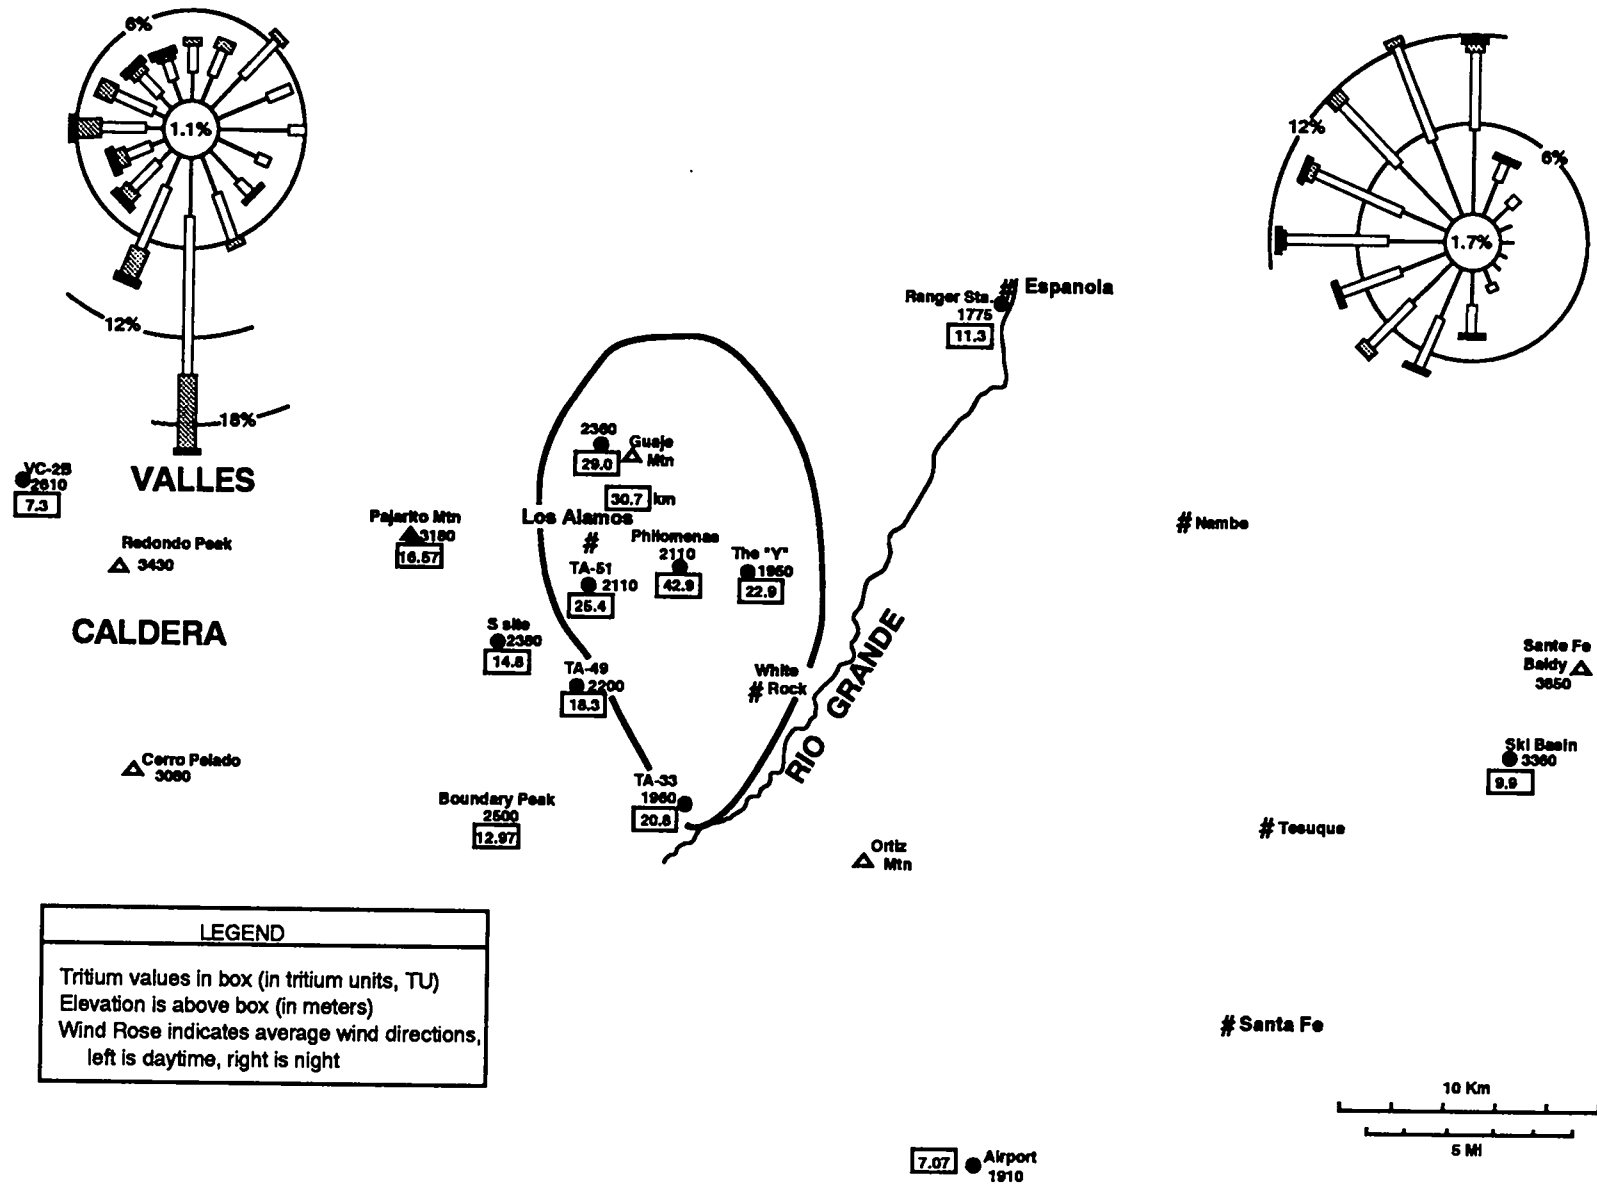 6%
1.1%
12%
18%
12%
6%
1.7%
# Espanola
Ranger Sta.
1775
11.3
2360
Guaje
Mtn
29.0
30.7 km
Los Alamos
#
VC-2B
2610
7.3
VALLES
Redondo Peak
3430
CALDERA
Pajarito Mtn
3180
16.57
Philomenas
2110
42.9
The "Y"
1950
22.9
TA-51
2110
25.4
S site
2380
14.8
TA-49
2200
18.3
White
# Rock
RIO GRANDE
# Nambe
Sante Fe
Baldy
3650
Ski Basin
3360
9.9
Cerro Pelado
3060
Boundary Peak
2500
12.97
TA-33
1960
20.8
Ortiz
Mtn
# Tesuque
LEGEND
Tritium values in box (in tritium units, TU)
Elevation is above box (in meters)
Wind Rose indicates average wind directions,
left is daytime, right is night
# Santa Fe
10 Km
5 Mi
7.07
Airport
1910